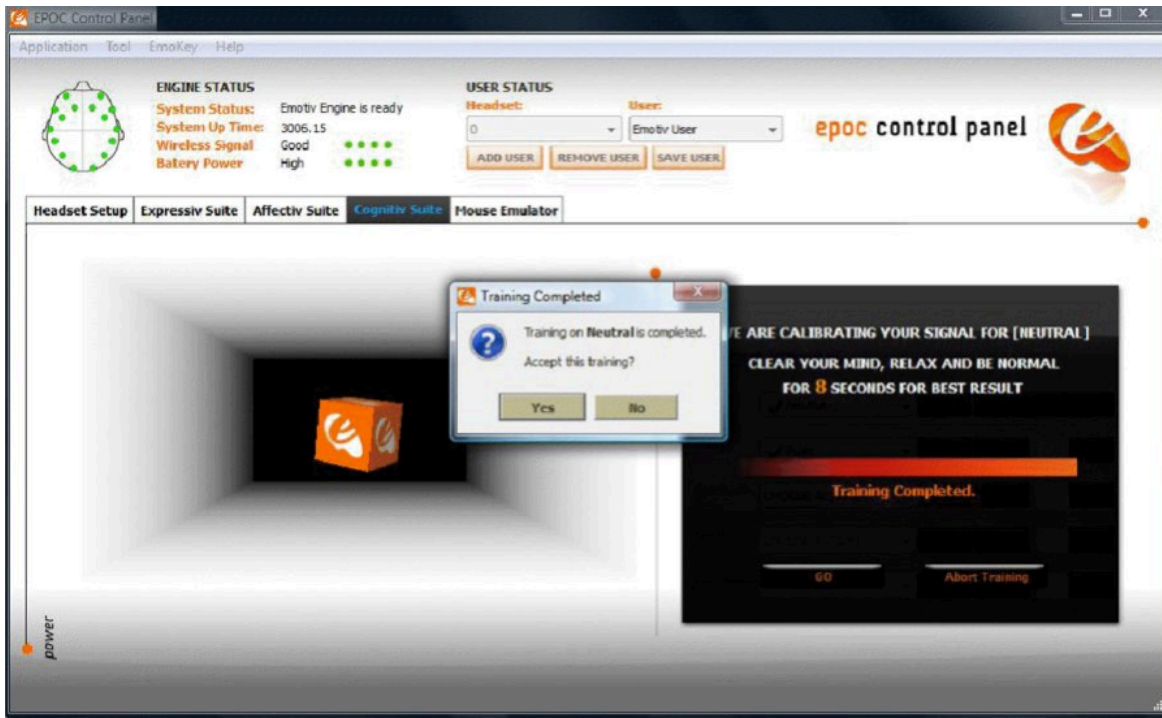 EPOC Control Panel
Application Tool EmoKey Help
ENGINE STATUS
System Status: Emotiv Engine is ready
System Up Time: 3006.15
Wireless Signal Good
Batery Power High
USER STATUS
Headset: User:
0 Emotiv User
ADD USER REMOVE USER SAVE USER
epoc control panel
Headset Setup Expressiv Suite Affectiv Suite Cognitiv Suite Mouse Emulator
Training Completed
Training on Neutral is completed.
Accept this training?
Yes No
E ARE CALIBRATING YOUR SIGNAL FOR [NEUTRAL]
CLEAR YOUR MIND, RELAX AND BE NORMAL
FOR 8 SECONDS FOR BEST RESULT
Training Completed.
GO Abort Training
power